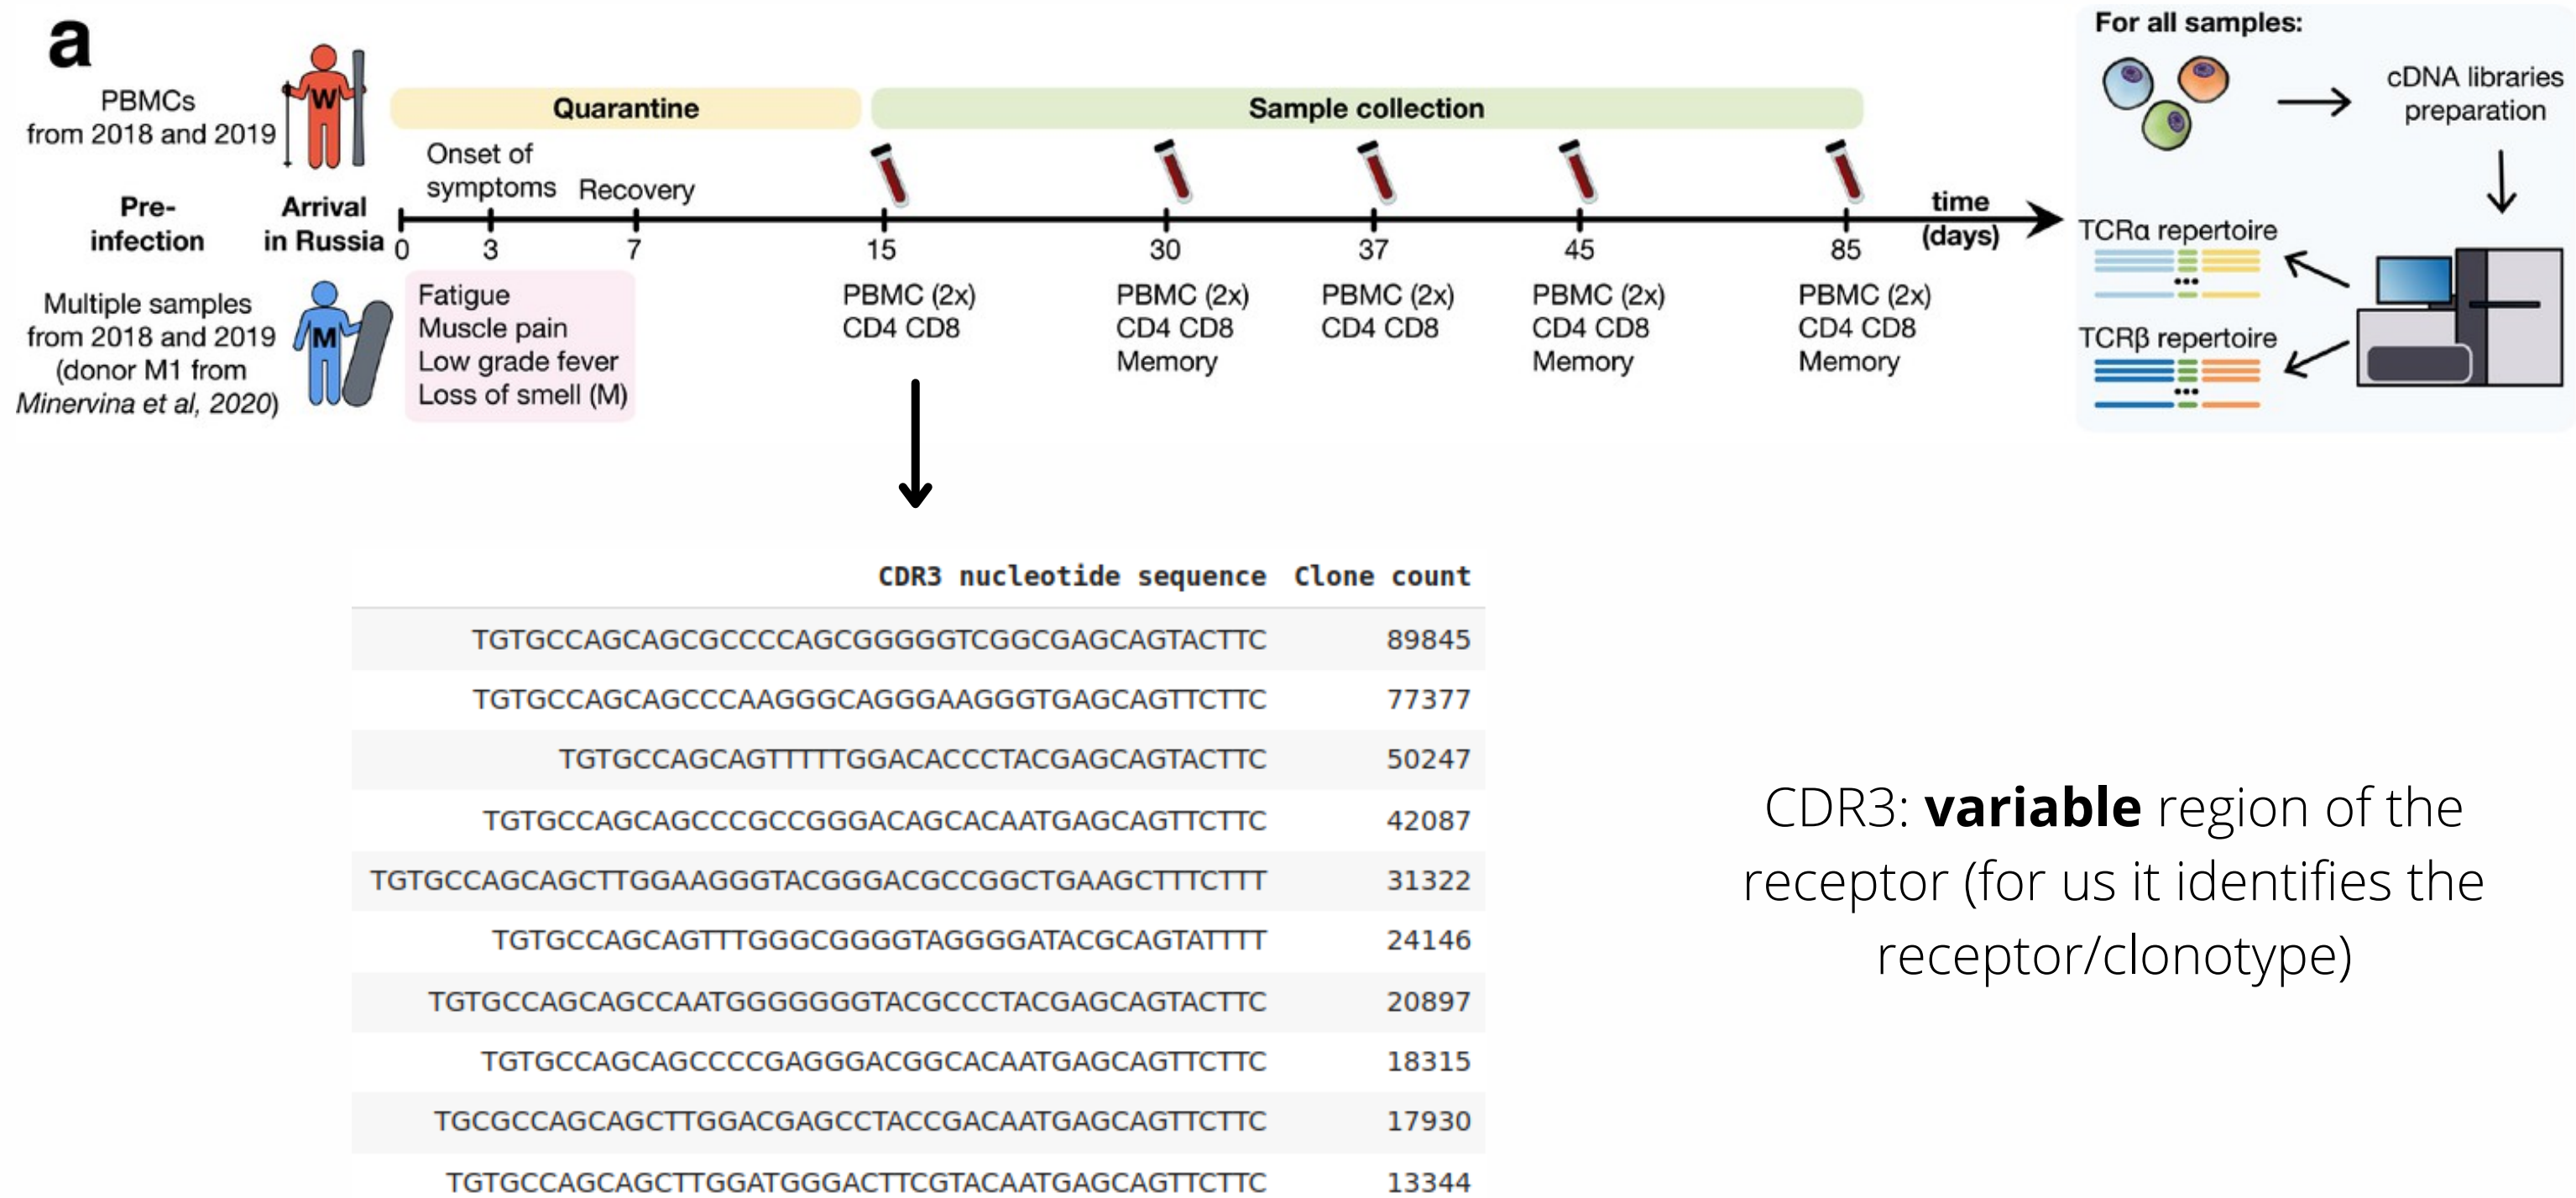 a
PBMCs
from 2018 and 2019
W
Pre-
infection
Arrival
in Russia
Multiple samples
from 2018 and 2019
(donor M1 from
Minervina et al, 2020)
M
Quarantine
Sample collection
Onset of
symptoms
Recovery
time
(days)
0 3 7 15 30 37 45 85
Fatigue
Muscle pain
Low grade fever
Loss of smell (M)
PBMC (2x)
CD4 CD8
PBMC (2x)
CD4 CD8
Memory
PBMC (2x)
CD4 CD8
PBMC (2x)
CD4 CD8
Memory
PBMC (2x)
CD4 CD8
Memory
For all samples:
cDNA libraries
preparation
TCRα repertoire
...
TCRβ repertoire
...
CDR3 nucleotide sequence Clone count
TGTGCCAGCAGCGCCCCAGCGGGGGTCGGCGAGCAGTACTTC 89845
TGTGCCAGCAGCCCAAGGGCAGGGAAGGGTGAGCAGTTCTTC 77377
TGTGCCAGCAGTTTTTGGACACCCTACGAGCAGTACTTC 50247
TGTGCCAGCAGCCCGCCGGGACAGCACAATGAGCAGTTCTTC 42087
TGTGCCAGCAGCTTGGAAGGGTACGGGACGCCGGCTGAAGCTTTCTTT 31322
TGTGCCAGCAGTTTGGGCGGGGTAGGGGATACGCAGTATTTT 24146
TGTGCCAGCAGCCAATGGGGGGGTACGCCCTACGAGCAGTACTTC 20897
TGTGCCAGCAGCCCCGAGGGACGGCACAATGAGCAGTTCTTC 18315
TGCGCCAGCAGCTTGGACGAGCCTACCGACAATGAGCAGTTCTTC 17930
TGTGCCAGCAGCTTGGATGGGACTTCGTACAATGAGCAGTTCTTC 13344
CDR3: variable region of the
receptor (for us it identifies the
receptor/clonotype)